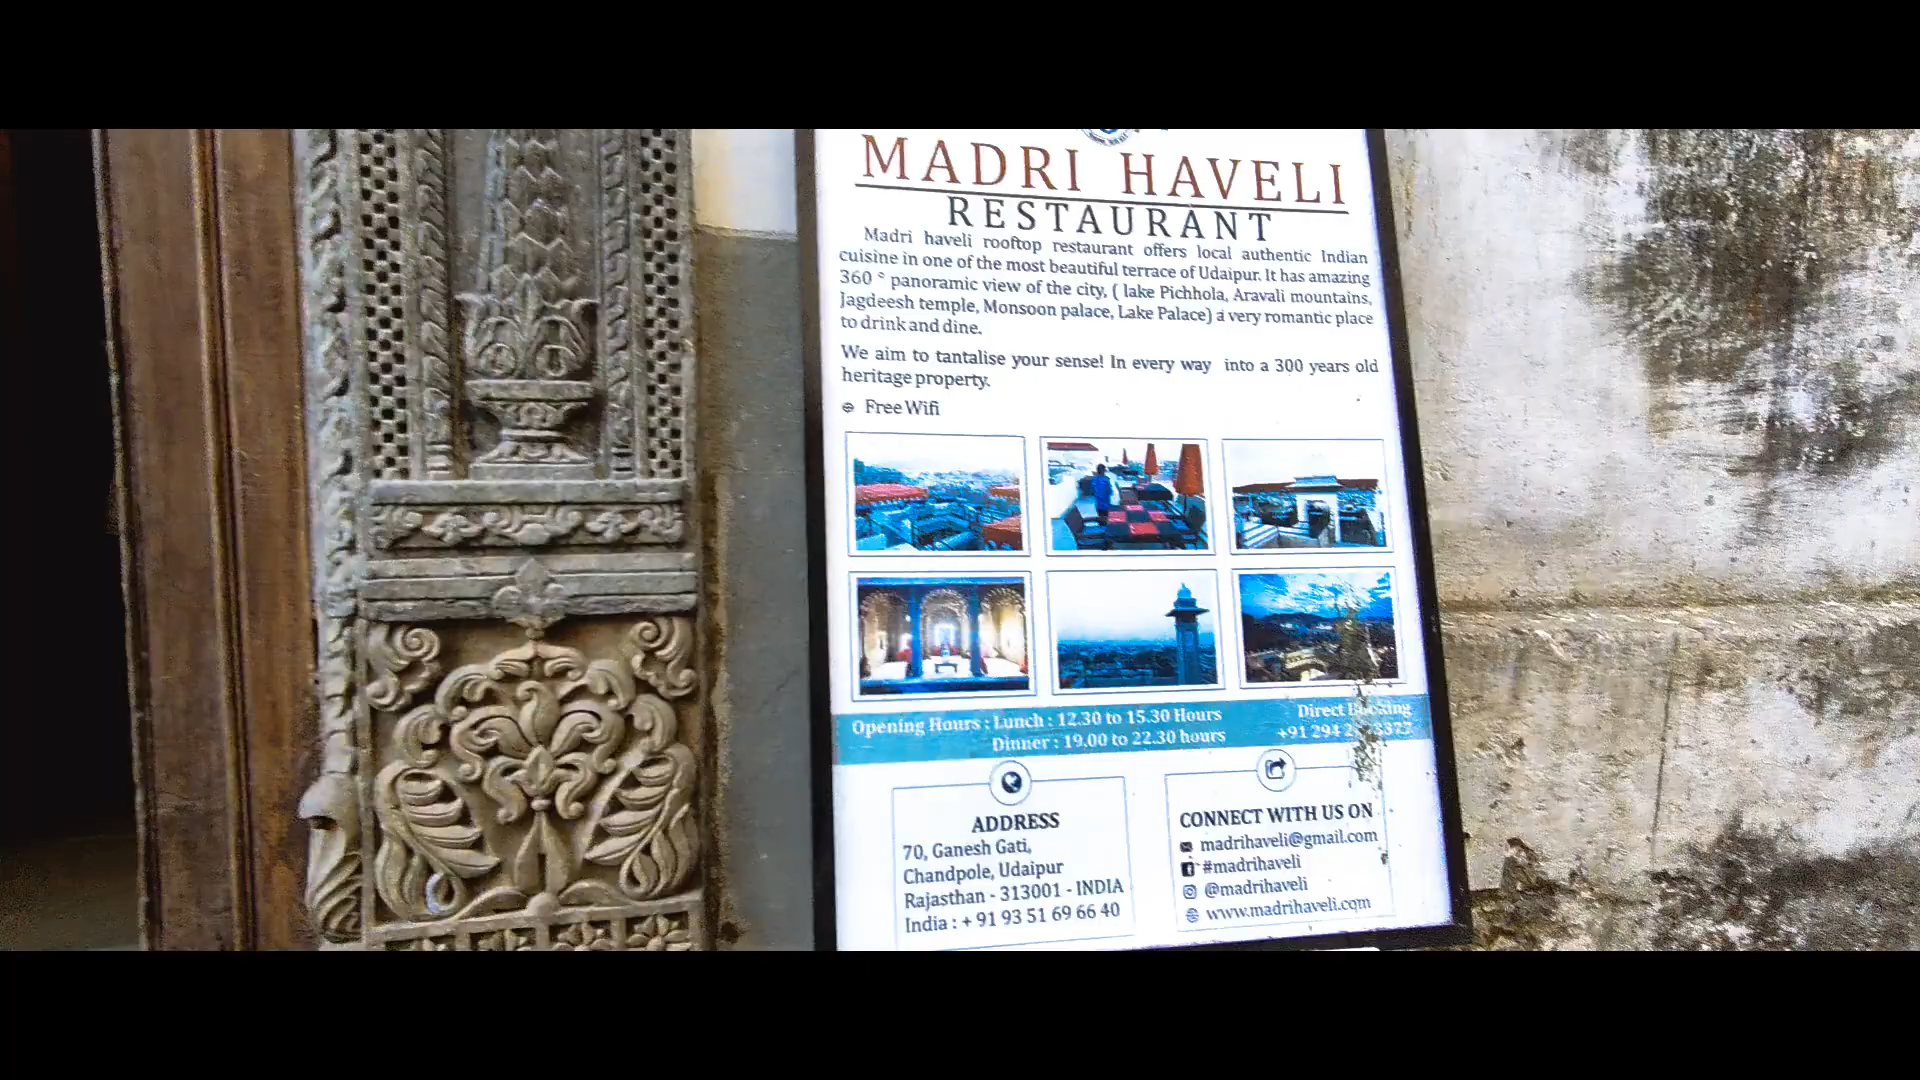 MADRI HAVELI
RESTAURANT
Madri haveli rooftop restaurant offers local authentic Indian
cuisine in one of the most beautiful terrace of Udaipur. It has amazing
360 ° panoramic view of the city, ( lake Pichhola, Aravali mountains,
Jagdeesh temple, Monsoon palace, Lake Palace) a very romantic place
to drink and dine.
We aim to tantalise your sense! In every way into a 300 years old
heritage property.
Free Wifi
Opening Hours : Lunch : 12.30 to 15.30 Hours
Dinner : 19.00 to 22.30 hours
Direct Booking
+91 294
ADDRESS
70, Ganesh Gati,
Chandpole, Udaipur
Rajasthan - 313001 - INDIA
India : + 91 93 51 69 66 40
CONNECT WITH US ON
madrihaveli@gmail.com
#madrihaveli
@madrihaveli
www.madrihaveli.com